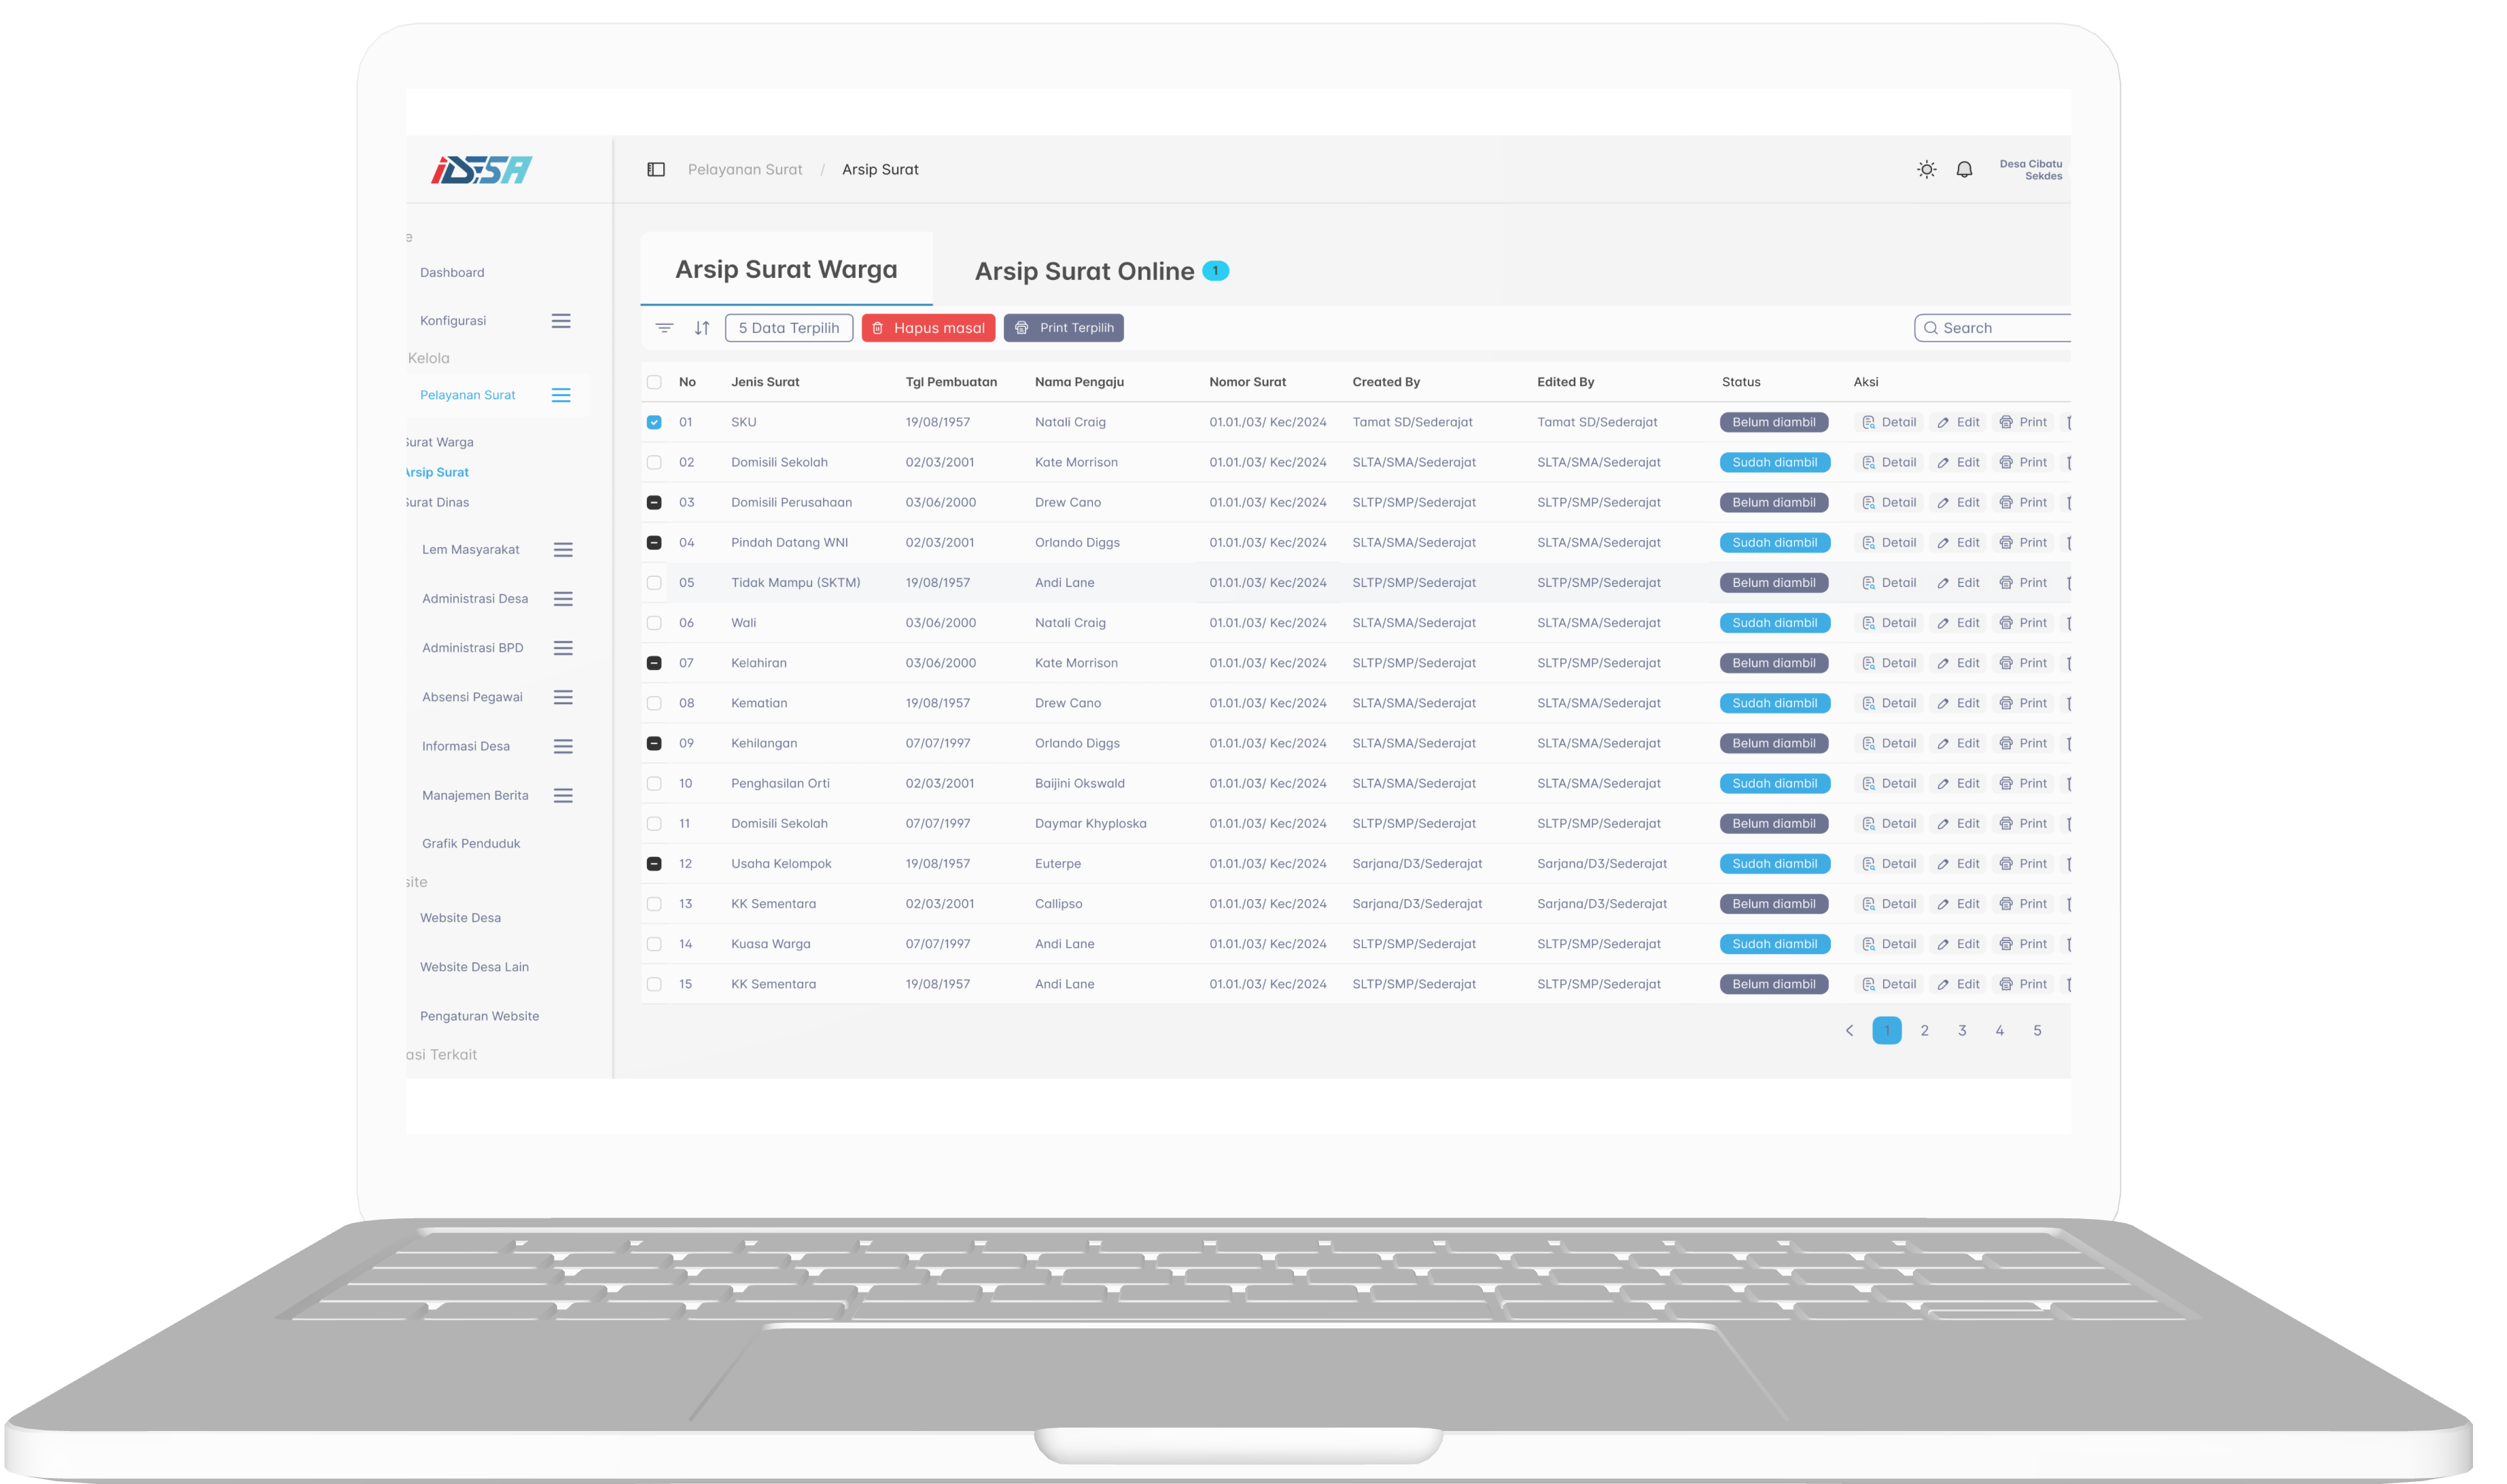 iDESA
Pelayanan Surat / Arsip Surat
Desa Cibatu
Sekdes
e
Dashboard
Konfigurasi
Kelola
Pelayanan Surat
Surat Warga
Arsip Surat
Surat Dinas
Lem Masyarakat
Administrasi Desa
Administrasi BPD
Absensi Pegawai
Informasi Desa
Manajemen Berita
Grafik Penduduk
site
Website Desa
Website Desa Lain
Pengaturan Website
asi Terkait
Arsip Surat Warga Arsip Surat Online 1
5 Data Terpilih Hapus masal Print Terpilih Search
No Jenis Surat Tgl Pembuatan Nama Pengaju Nomor Surat Created By Edited By Status Aksi
01 SKU 19/08/1957 Natali Craig 01.01./03/ Kec/2024 Tamat SD/Sederajat Tamat SD/Sederajat Belum diambil Detail Edit Print
02 Domisili Sekolah 02/03/2001 Kate Morrison 01.01./03/ Kec/2024 SLTA/SMA/Sederajat SLTA/SMA/Sederajat Sudah diambil Detail Edit Print
03 Domisili Perusahaan 03/06/2000 Drew Cano 01.01./03/ Kec/2024 SLTP/SMP/Sederajat SLTP/SMP/Sederajat Belum diambil Detail Edit Print
04 Pindah Datang WNI 02/03/2001 Orlando Diggs 01.01./03/ Kec/2024 SLTA/SMA/Sederajat SLTA/SMA/Sederajat Sudah diambil Detail Edit Print
05 Tidak Mampu (SKTM) 19/08/1957 Andi Lane 01.01./03/ Kec/2024 SLTP/SMP/Sederajat SLTP/SMP/Sederajat Belum diambil Detail Edit Print
06 Wali 03/06/2000 Natali Craig 01.01./03/ Kec/2024 SLTA/SMA/Sederajat SLTA/SMA/Sederajat Sudah diambil Detail Edit Print
07 Kelahiran 03/06/2000 Kate Morrison 01.01./03/ Kec/2024 SLTP/SMP/Sederajat SLTP/SMP/Sederajat Belum diambil Detail Edit Print
08 Kematian 19/08/1957 Drew Cano 01.01./03/ Kec/2024 SLTA/SMA/Sederajat SLTA/SMA/Sederajat Sudah diambil Detail Edit Print
09 Kehilangan 07/07/1997 Orlando Diggs 01.01./03/ Kec/2024 SLTA/SMA/Sederajat SLTA/SMA/Sederajat Belum diambil Detail Edit Print
10 Penghasilan Orti 02/03/2001 Baijini Okswald 01.01./03/ Kec/2024 SLTA/SMA/Sederajat SLTA/SMA/Sederajat Sudah diambil Detail Edit Print
11 Domisili Sekolah 07/07/1997 Daymar Khyploska 01.01./03/ Kec/2024 SLTP/SMP/Sederajat SLTP/SMP/Sederajat Belum diambil Detail Edit Print
12 Usaha Kelompok 19/08/1957 Euterpe 01.01./03/ Kec/2024 Sarjana/D3/Sederajat Sarjana/D3/Sederajat Sudah diambil Detail Edit Print
13 KK Sementara 02/03/2001 Callipso 01.01./03/ Kec/2024 Sarjana/D3/Sederajat Sarjana/D3/Sederajat Belum diambil Detail Edit Print
14 Kuasa Warga 07/07/1997 Andi Lane 01.01./03/ Kec/2024 SLTP/SMP/Sederajat SLTP/SMP/Sederajat Sudah diambil Detail Edit Print
15 KK Sementara 19/08/1957 Andi Lane 01.01./03/ Kec/2024 SLTP/SMP/Sederajat SLTP/SMP/Sederajat Belum diambil Detail Edit Print
1 2 3 4 5